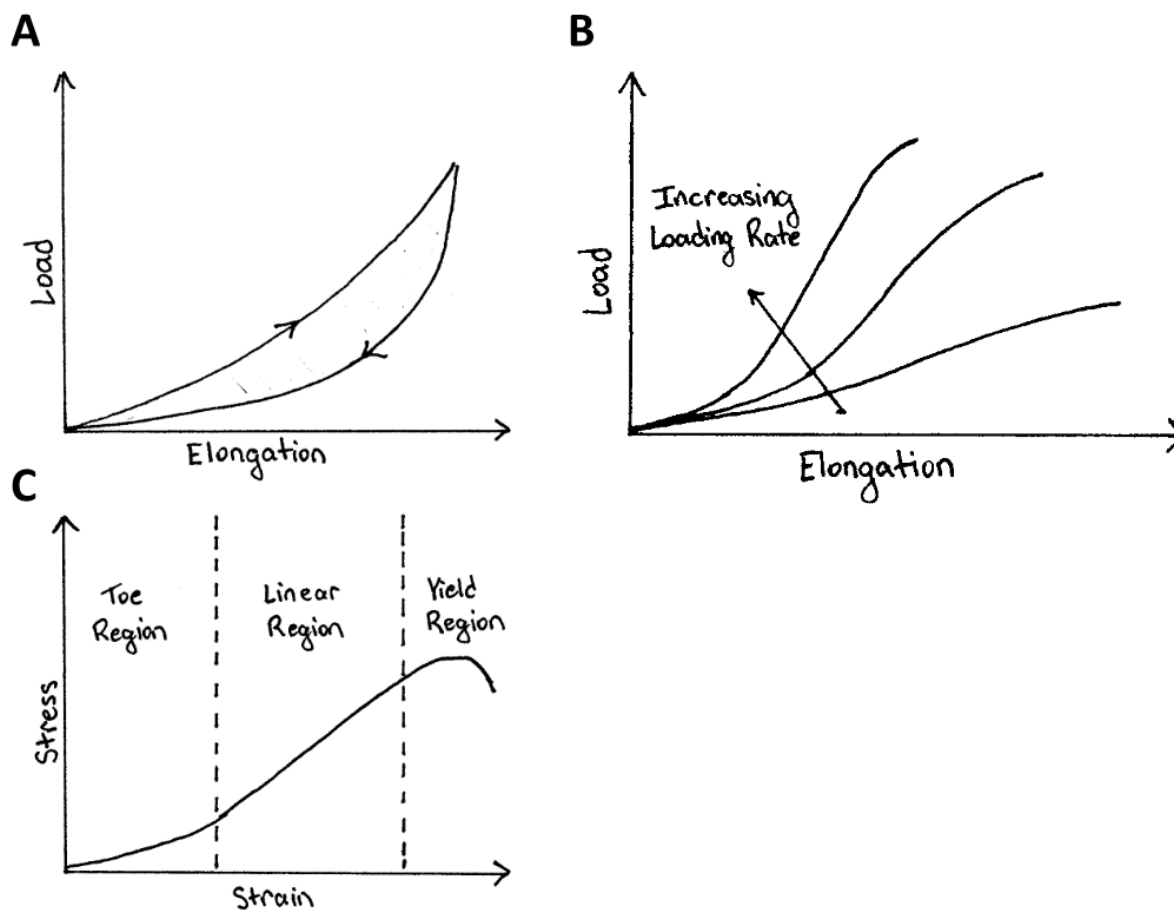 A
Load
Elongation
B
Increasing
Loading Rate
Load
Elongation
C
Toe
Region
Linear
Region
Yield
Region
Stress
Strain